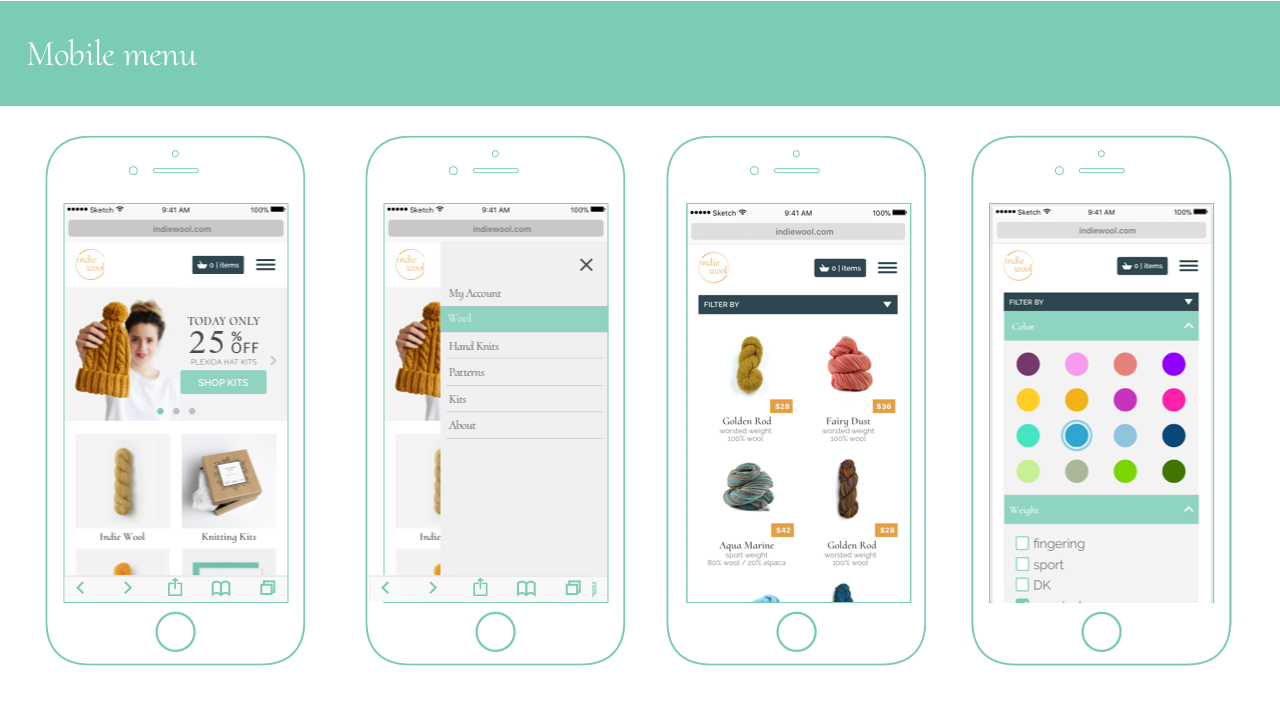 Mobile menu
Sketch 9:41 AM 100%
indiewool.com
indie
wool
0 | items
TODAY ONLY
25 % OFF
PLEXIDA HAT KITS
SHOP KITS
Indie Wool
Knitting Kits
Sketch 9:41 AM 100%
indiewool.com
indie
wool
My Account
Wool
Hand Knits
Patterns
Kits
About
Indie
Sketch 9:41 AM 100%
indiewool.com
indie
wool
0 | items
FILTER BY
$28
$36
Golden Rod
worsted weight
100% wool
Fairy Dust
worsted weight
100% wool
$42
$28
Aqua Marine
sport weight
80% wool / 20% alpaca
Golden Rod
worsted weight
100% wool
Sketch 9:41 AM 100%
indiewool.com
indie
wool
0 | items
FILTER BY
Color
Weight
fingering
sport
DK